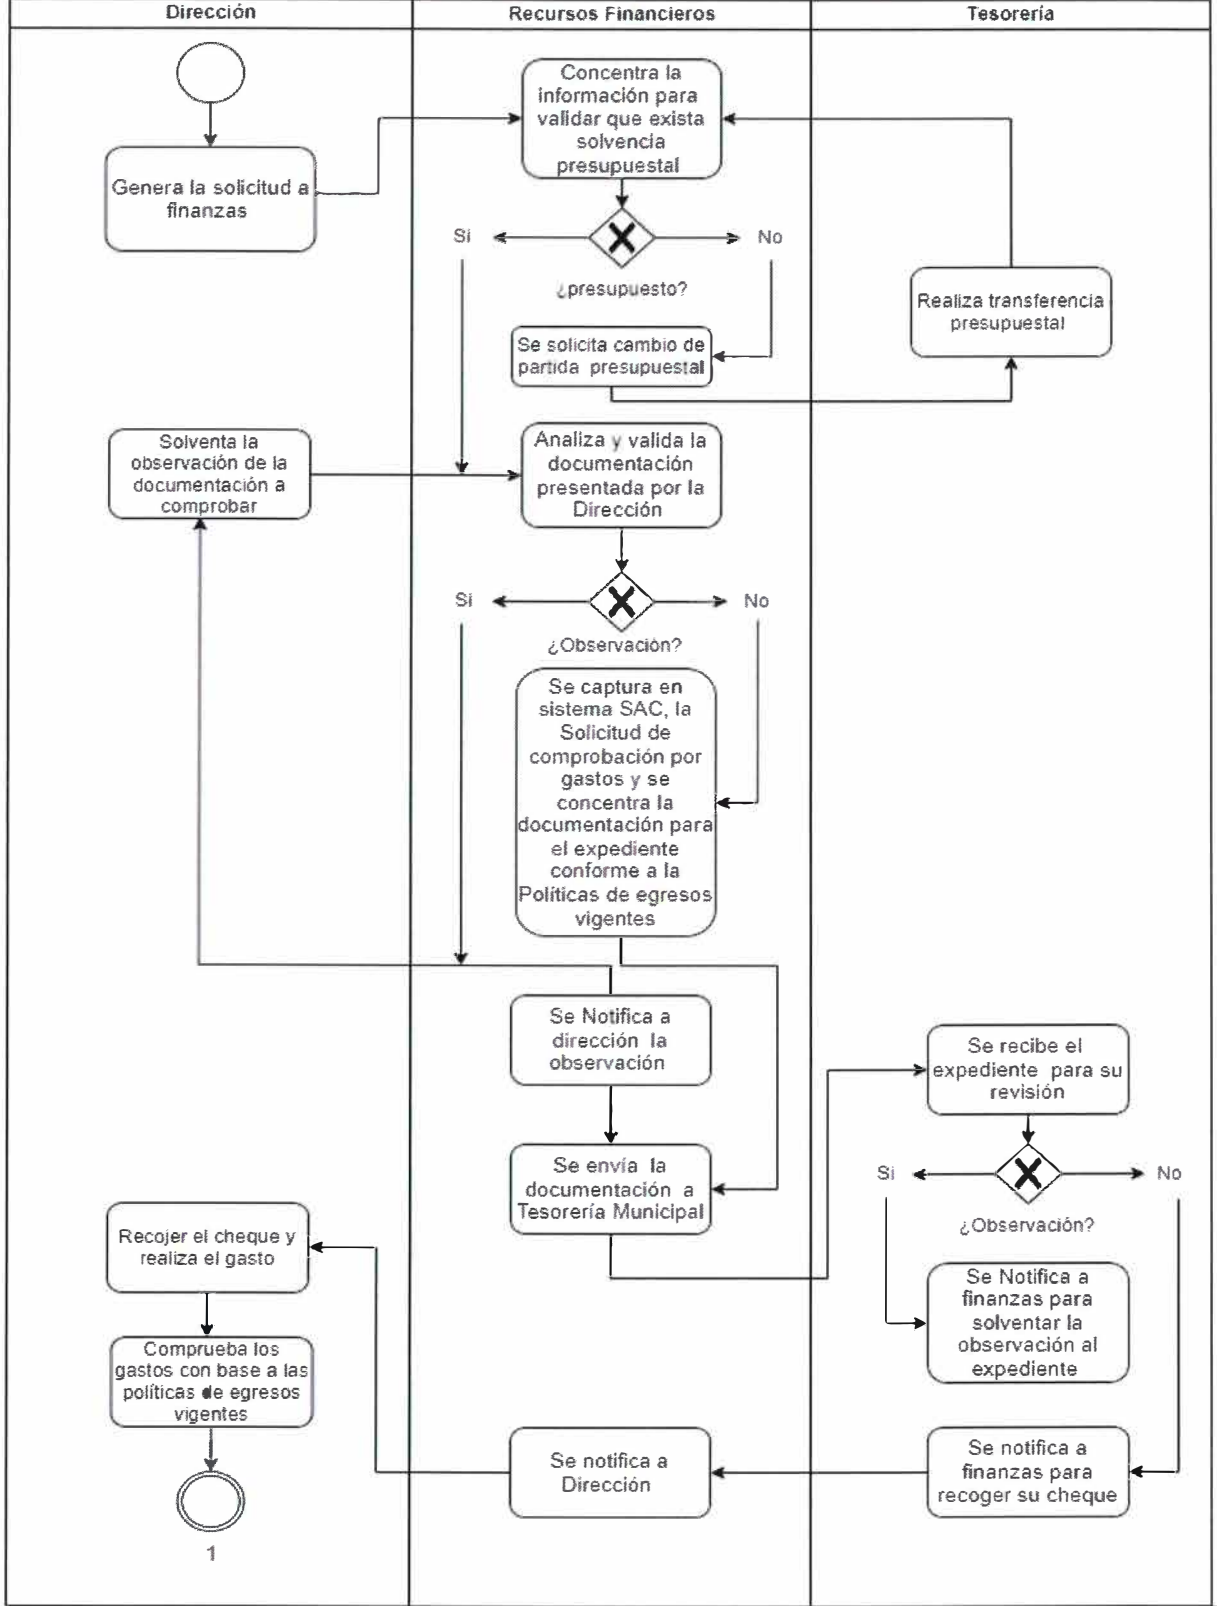 Dirección
Recursos Financieros
Tesorería
Concentra la
información para
validar que exista
solvencia
presupuestal
Genera la solicitud a
finanzas
Si
No
¿presupuesto?
Realiza transferencia
presupuestal
Se solicita cambio de
partida presupuestal
Solventa la
observación de la
documentación a
comprobar
Analiza y valida la
documentación
presentada por la
Dirección
Si
No
¿Observación?
Se captura en
sistema SAC, la
Solicitud de
comprobación por
gastos y se
concentra la
documentación para
el expediente
conforme a la
Políticas de egresos
vigentes
Se Notifica a
dirección la
observación
Se recibe el
expediente para su
revisión
Se envía la
documentación a
Tesorería Municipal
Si
No
¿Observación?
Recojer el cheque y
realiza el gasto
Se Notifica a
finanzas para
solventar la
observación al
expediente
Comprueba los
gastos con base a las
políticas de egresos
vigentes
Se notifica a
Dirección
Se notifica a
finanzas para
recoger su cheque
1